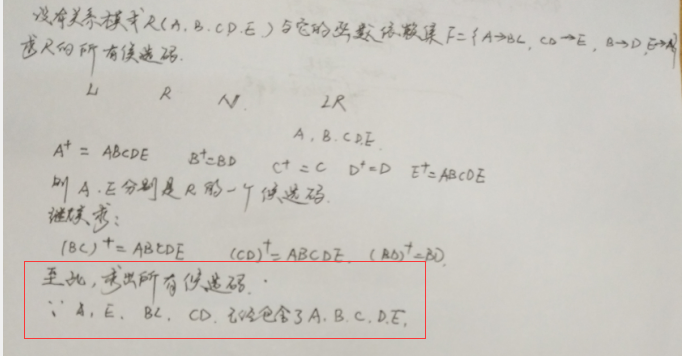 设有关系模式R(A,B,CD,E)与它的函数依赖集F={A→BC, CD→E, B→D, E→A}
求R的所有候选码.
L R N LR
A,B.C.D.E.
A⁺ = ABCDE B⁺=BD C⁺=C D⁺=D E⁺=ABCDE
则A.E分别是R的一个候选码.
继续求:
(BC)⁺=ABCDE (CD)⁺=ABCDE. (BD)⁺=BD.
至此,求出所有候选码.
∵ A, E, BC, CD 已经包含了A.B.C.D.E.